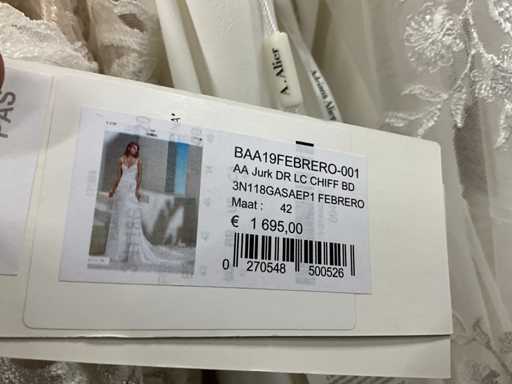 A. Alier
PAS
BAA19FEBRERO-001
AA Jurk DR LC CHIFF BD
3N118GASAEP1 FEBRERO
Maat : 42
€ 1 695,00
0 270548 500526